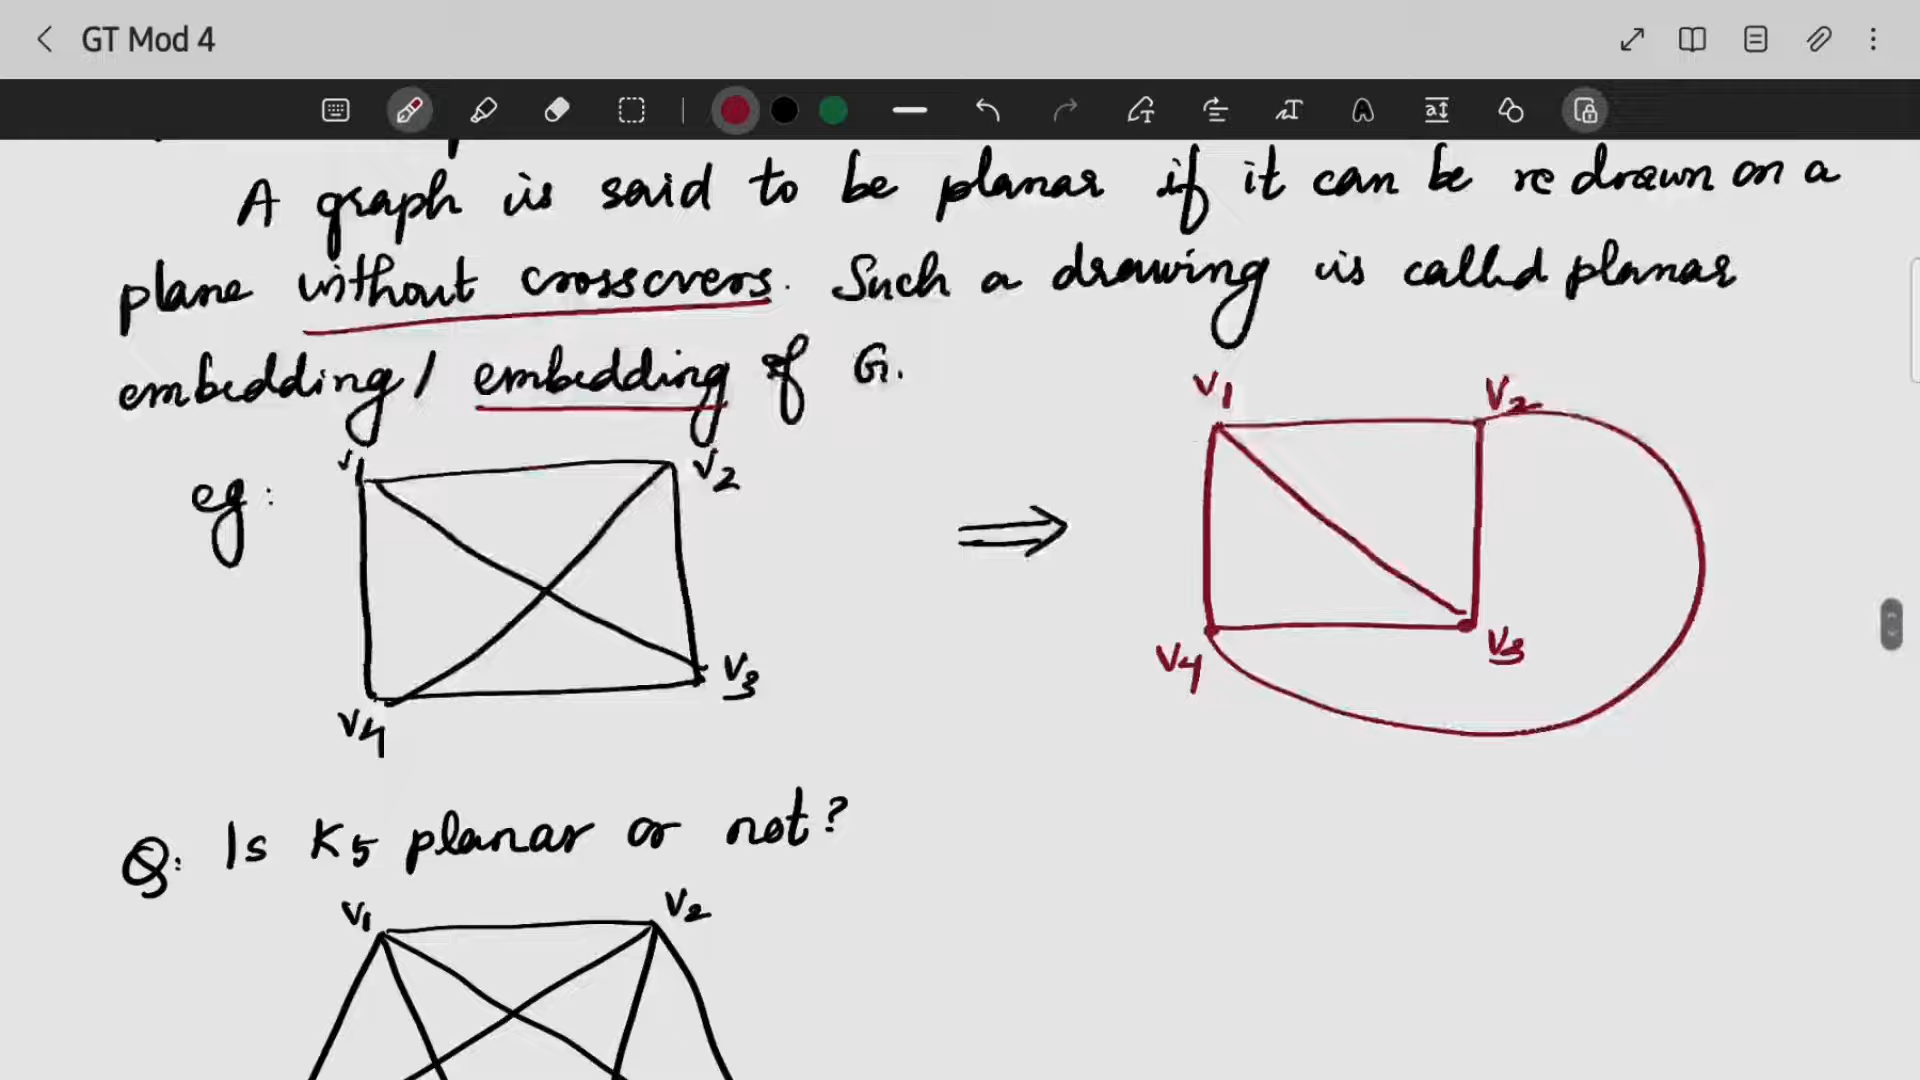 GT Mod 4
A graph is said to be planar if it can be redrawn on a
plane without crossovers. Such a drawing is called planar
embedding / embedding of G.
eg:
V1
V2
V3
V4
⇒
V1
V2
V3
V4
Q: Is K5 planar or not?
V1
V2